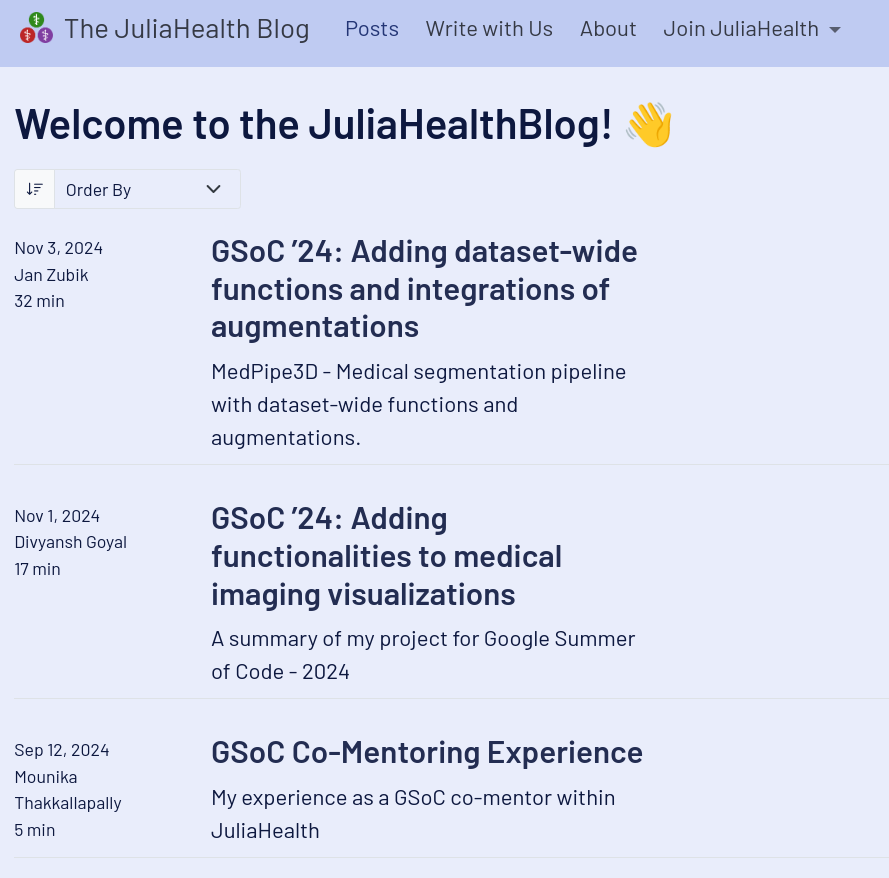 The JuliaHealth Blog Posts Write with Us About Join JuliaHealth
Welcome to the JuliaHealthBlog! 👋
Order By
Nov 3, 2024
Jan Zubik
32 min
GSoC ’24: Adding dataset-wide
functions and integrations of
augmentations
MedPipe3D - Medical segmentation pipeline
with dataset-wide functions and
augmentations.
Nov 1, 2024
Divyansh Goyal
17 min
GSoC ’24: Adding
functionalities to medical
imaging visualizations
A summary of my project for Google Summer
of Code - 2024
Sep 12, 2024
Mounika
Thakkallapally
5 min
GSoC Co-Mentoring Experience
My experience as a GSoC co-mentor within
JuliaHealth